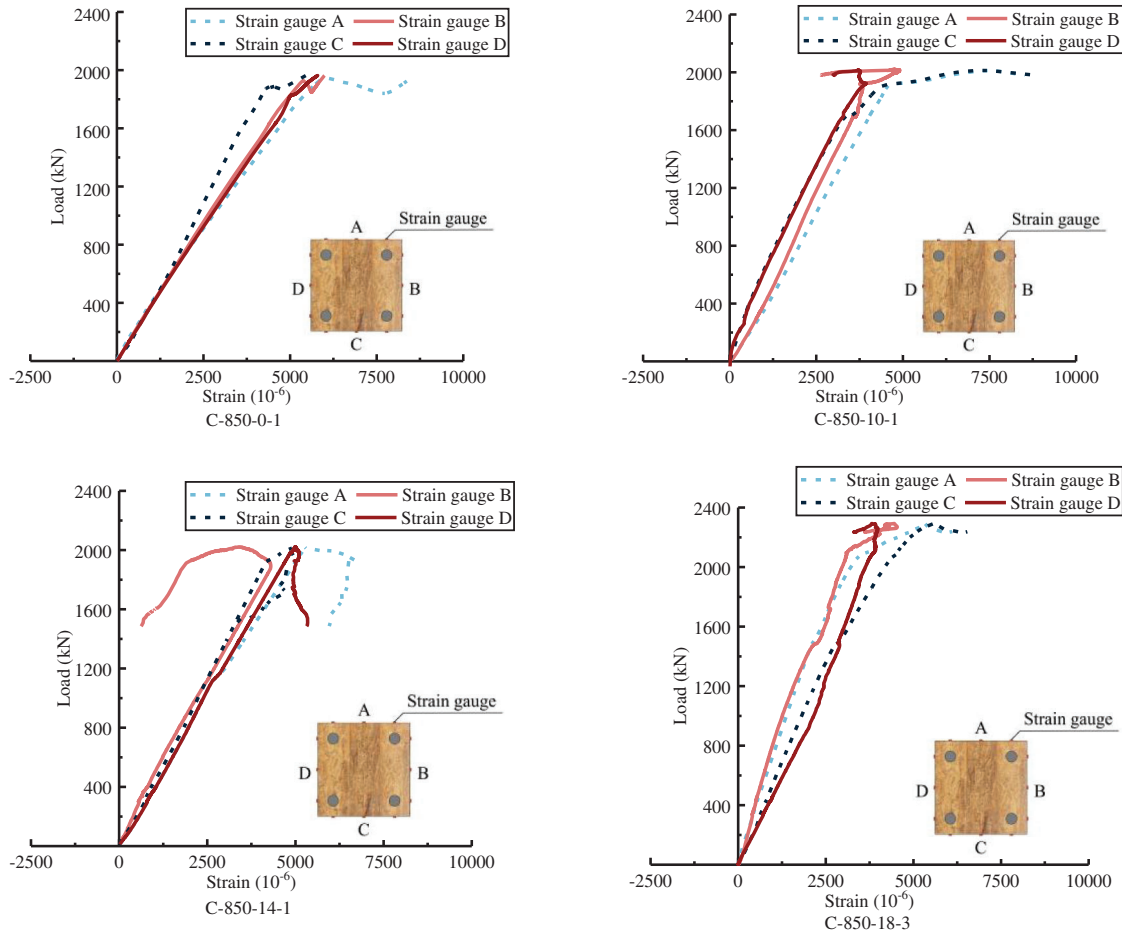 Strain gauge A Strain gauge B
Strain gauge C Strain gauge D
2400
2000
1600
1200
800
400
Load (kN)
Strain gauge
A
D B
C
-2500 0 2500 5000 7500 10000
Strain (10-6)
C-850-0-1
Strain gauge A Strain gauge B
Strain gauge C Strain gauge D
2400
2000
1600
1200
800
400
Load (kN)
Strain gauge
A
D B
C
-2500 0 2500 5000 7500 10000
Strain (10-6)
C-850-10-1
Strain gauge A Strain gauge B
Strain gauge C Strain gauge D
2400
2000
1600
1200
800
400
Load (kN)
Strain gauge
A
D B
C
-2500 0 2500 5000 7500 10000
Strain (10-6)
C-850-14-1
Strain gauge A Strain gauge B
Strain gauge C Strain gauge D
2400
2000
1600
1200
800
400
Load (kN)
Strain gauge
A
D B
C
-2500 0 2500 5000 7500 10000
Strain (10-6)
C-850-18-3